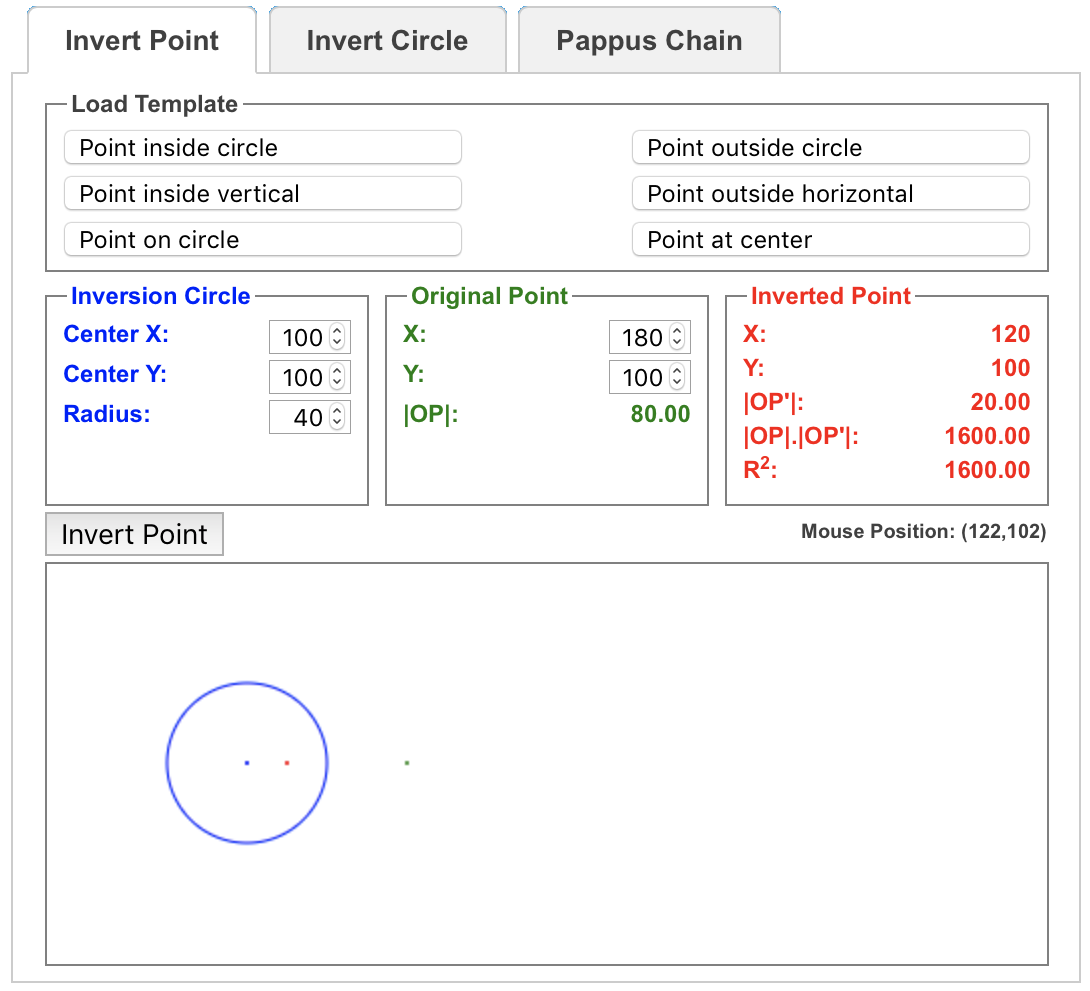 Invert Point Invert Circle Pappus Chain
Load Template
Point inside circle Point outside circle
Point inside vertical Point outside horizontal
Point on circle Point at center
Inversion Circle Original Point Inverted Point
Center X: 100 X: 180 X: 120
Center Y: 100 Y: 100 Y: 100
Radius: 40 |OP|: 80.00 |OP'|: 20.00
|OP|.|OP'|: 1600.00
R²: 1600.00
Invert Point Mouse Position: (122,102)